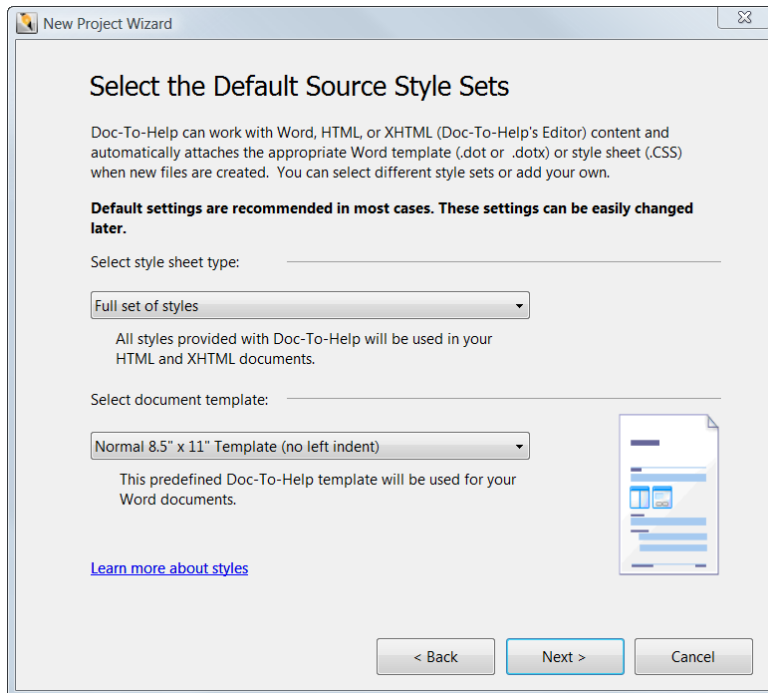 New Project Wizard
Select the Default Source Style Sets
Doc-To-Help can work with Word, HTML, or XHTML (Doc-To-Help's Editor) content and
automatically attaches the appropriate Word template (.dot or .dotx) or style sheet (.CSS)
when new files are created. You can select different style sets or add your own.
Default settings are recommended in most cases. These settings can be easily changed
later.
Select style sheet type:
Full set of styles
All styles provided with Doc-To-Help will be used in your
HTML and XHTML documents.
Select document template:
Normal 8.5" x 11" Template (no left indent)
This predefined Doc-To-Help template will be used for your
Word documents.
Learn more about styles
< Back Next > Cancel